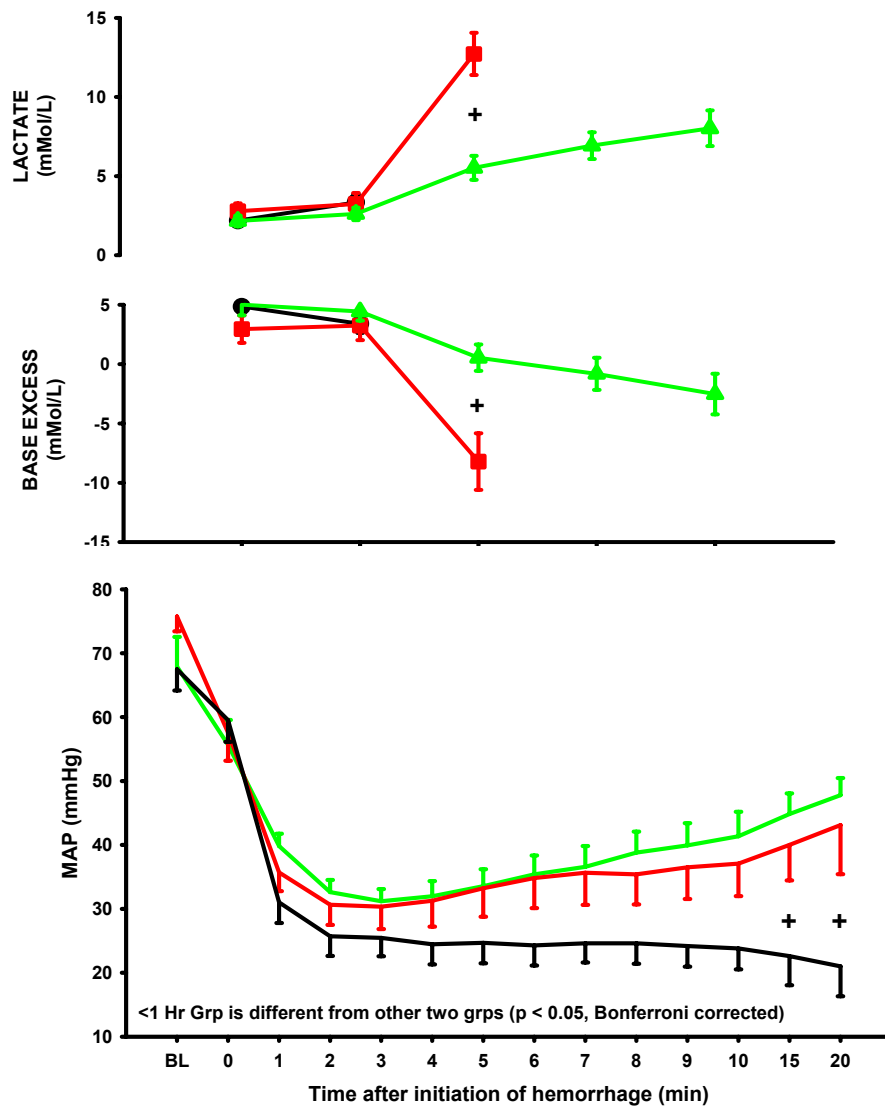 LACTATE
(mMol/L)
15
10
5
0
+
BASE EXCESS
(mMol/L)
5
0
-5
-10
-15
+
MAP (mmHg)
80
70
60
50
40
30
20
10
+ +
<1 Hr Grp is different from other two grps (p < 0.05, Bonferroni corrected)
BL 0 1 2 3 4 5 6 7 8 9 10 15 20
Time after initiation of hemorrhage (min)